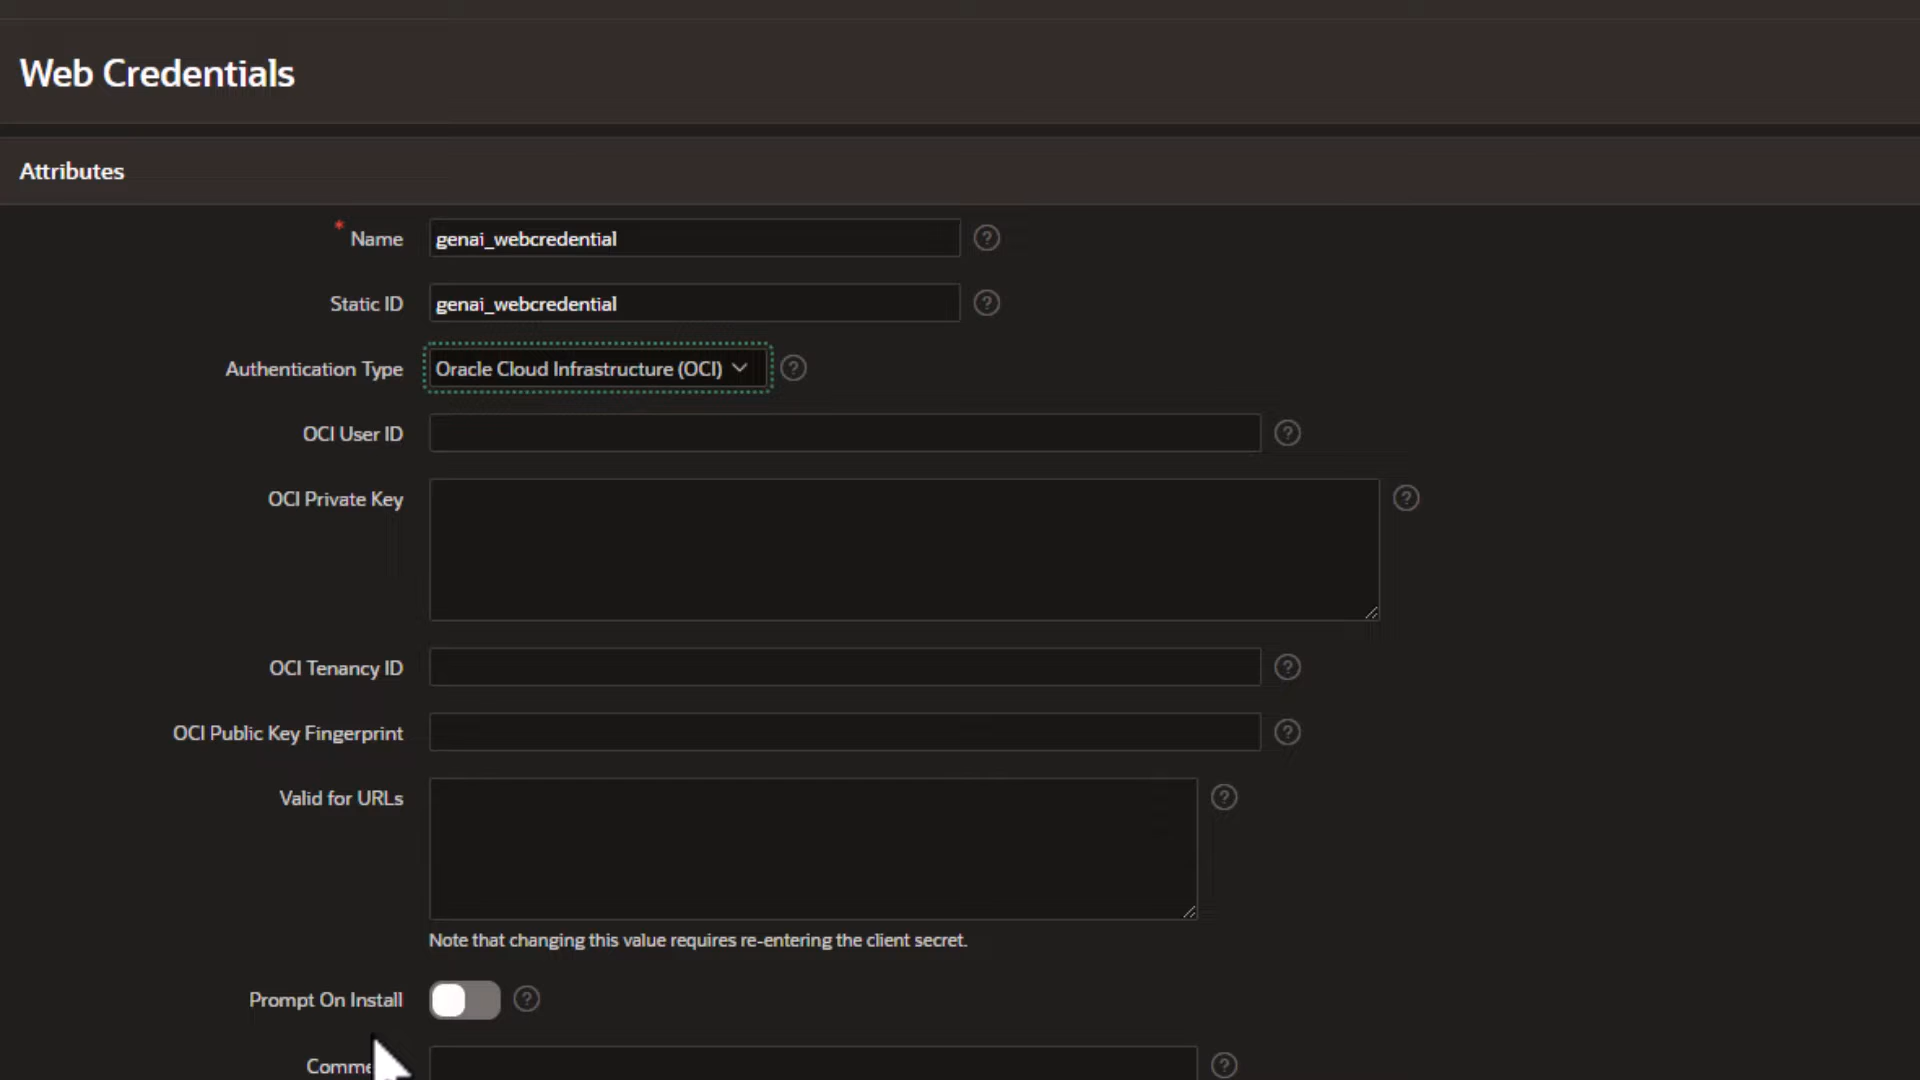 Web Credentials
Attributes
* Name
genai_webcredential
Static ID
genai_webcredential
Authentication Type
Oracle Cloud Infrastructure (OCI)
OCI User ID
OCI Private Key
OCI Tenancy ID
OCI Public Key Fingerprint
Valid for URLs
Note that changing this value requires re-entering the client secret.
Prompt On Install